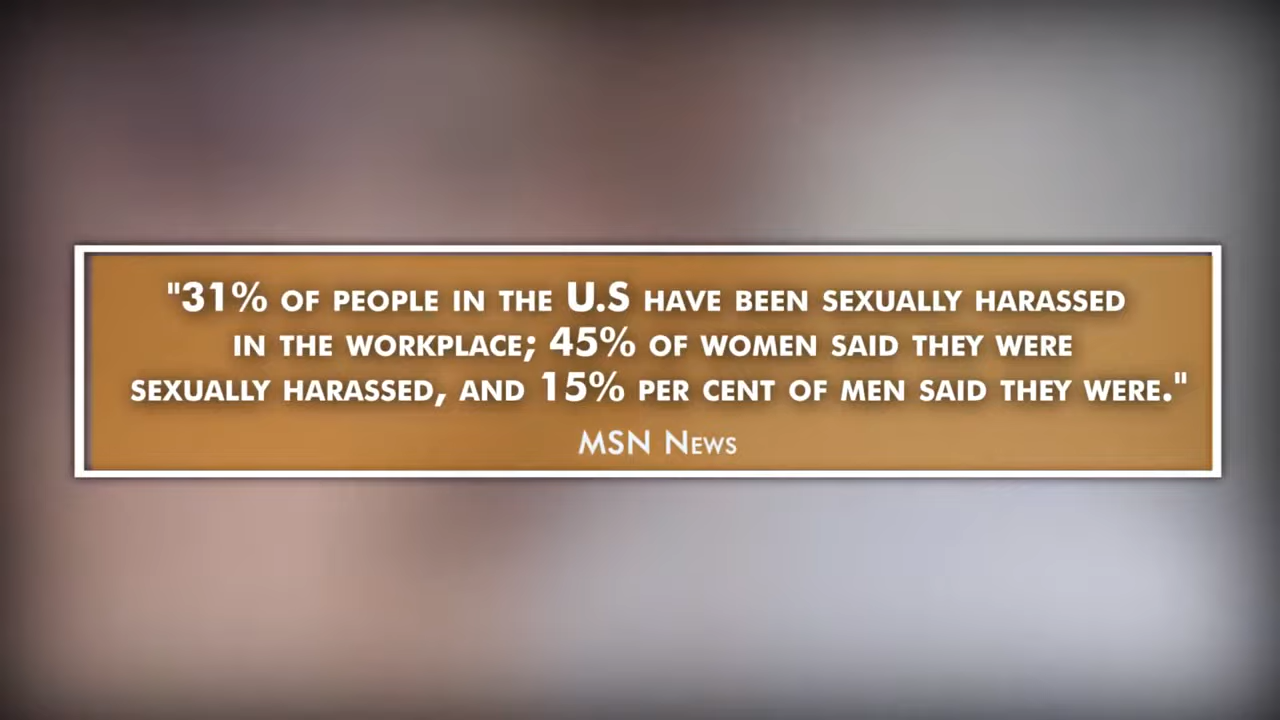 "31% OF PEOPLE IN THE U.S HAVE BEEN SEXUALLY HARASSED
IN THE WORKPLACE; 45% OF WOMEN SAID THEY WERE
SEXUALLY HARASSED, AND 15% PER CENT OF MEN SAID THEY WERE."
MSN NEWS